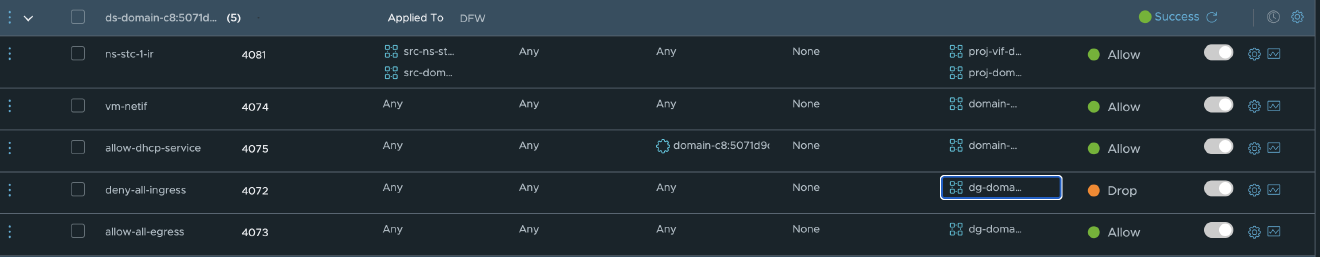 ds-domain-c8:5071d... (5) Applied To DFW Success
ns-stc-1-ir 4081 src-ns-st... Any Any None proj-vif-d... Allow
src-dom... proj-dom...
vm-netif 4074 Any Any Any None domain-... Allow
allow-dhcp-service 4075 Any Any domain-c8:5071d9 None domain-... Allow
deny-all-ingress 4072 Any Any Any None dg-doma... Drop
allow-all-egress 4073 Any Any Any None dg-doma... Allow